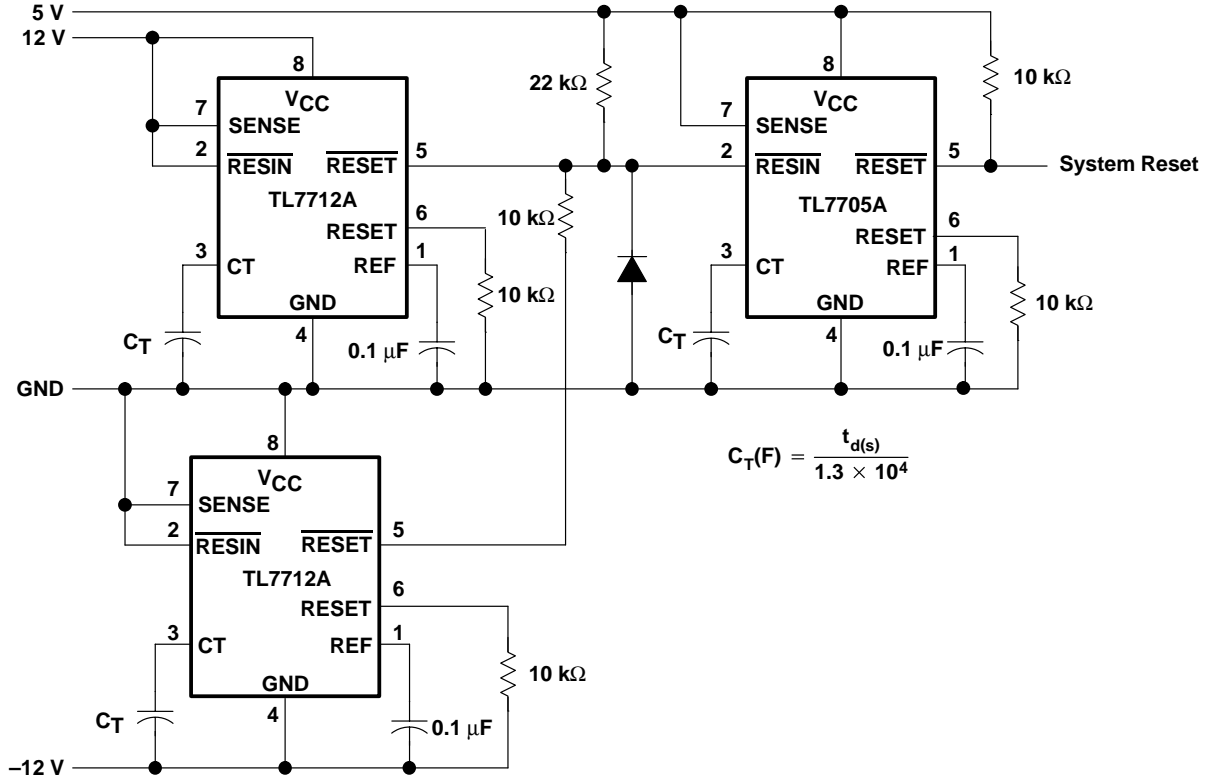 5 V
12 V
8
VCC
7
SENSE
2
RESIN
RESET
5
TL7712A
RESET
6
3
CT
REF
1
GND
4
CT
0.1 μF
10 kΩ
10 kΩ
22 kΩ
8
VCC
7
SENSE
2
RESIN
RESET
5
TL7705A
RESET
6
3
CT
REF
1
GND
4
CT
0.1 μF
10 kΩ
10 kΩ
System Reset
GND
8
VCC
7
SENSE
2
RESIN
RESET
5
TL7712A
RESET
6
3
CT
REF
1
GND
4
CT
0.1 μF
10 kΩ
–12 V
CT(F) = td(s) / 1.3 × 10⁴